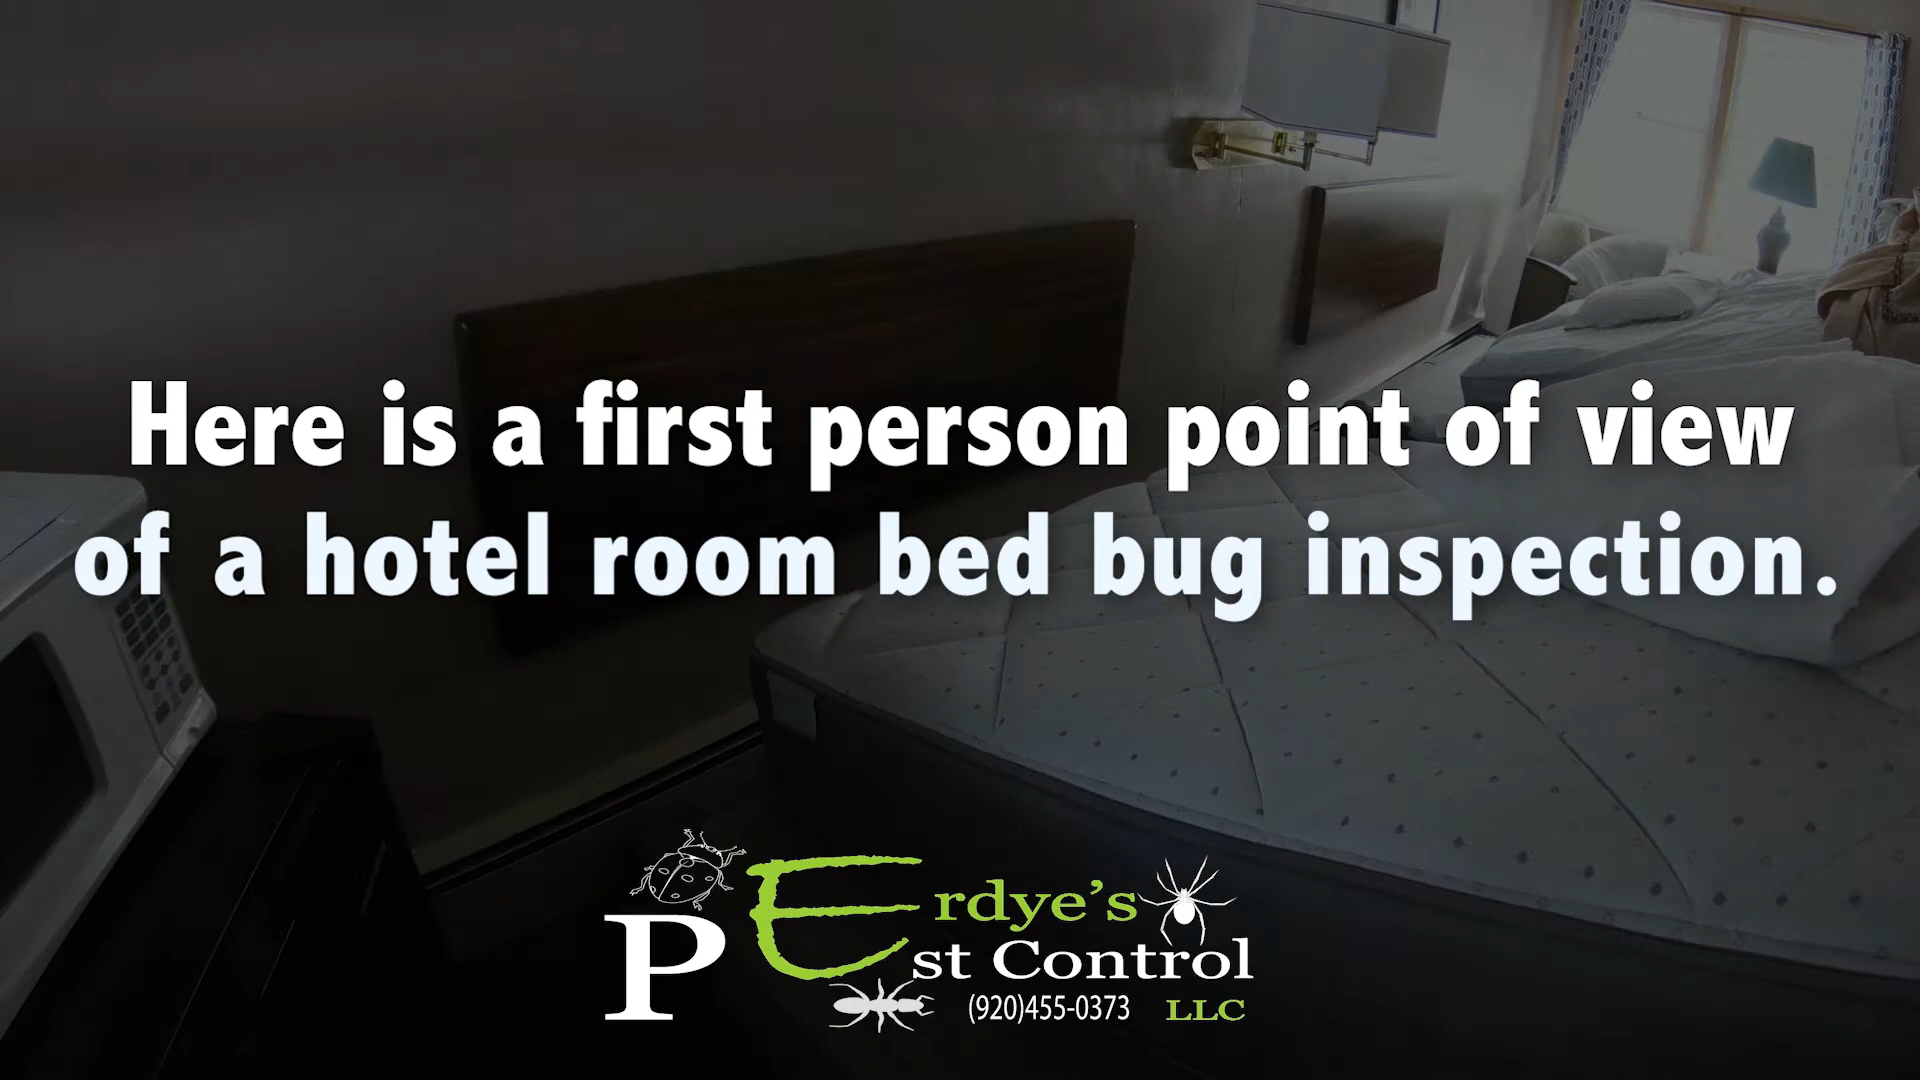 Here is a first person point of view
of a hotel room bed bug inspection.
Erdye's
Pest Control
(920)455-0373 LLC